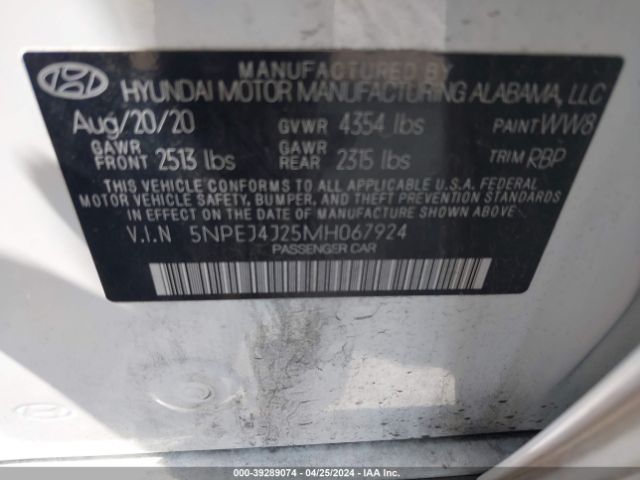 MANUFACTURED BY
HYUNDAI MOTOR MANUFACTURING ALABAMA, LLC
Aug/20/20 GVWR 4354 lbs PAINT WW8
GAWR FRONT 2513 lbs GAWR REAR 2315 lbs TRIM RBP
THIS VEHICLE CONFORMS TO ALL APPLICABLE U.S.A. FEDERAL
MOTOR VEHICLE SAFETY, BUMPER, AND THEFT PREVENTION STANDARDS
IN EFFECT ON THE DATE OF MANUFACTURE SHOWN ABOVE.
V.I.N 5NPEJ4J25MH067924
PASSENGER CAR
000-39289074 - 04/25/2024 - IAA Inc.